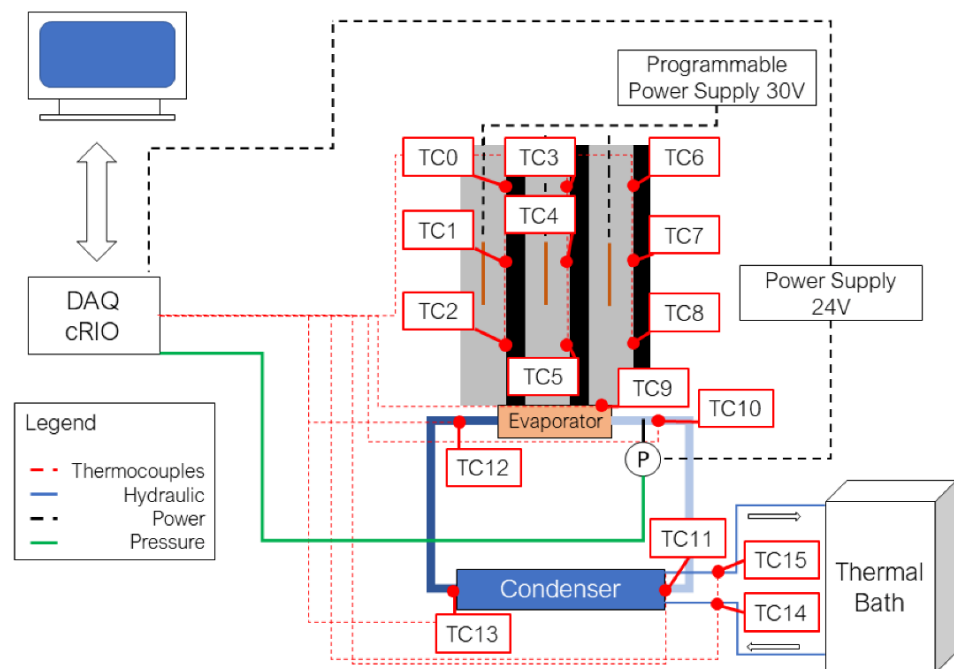 Programmable
Power Supply 30V
TC0
TC3
TC6
TC4
TC1
TC7
DAQ
cRIO
Power Supply
24V
TC2
TC8
TC5
TC9
TC10
Legend
Thermocouples
Hydraulic
Power
Pressure
Evaporator
TC12
P
TC11
TC15
Condenser
TC14
TC13
Thermal
Bath